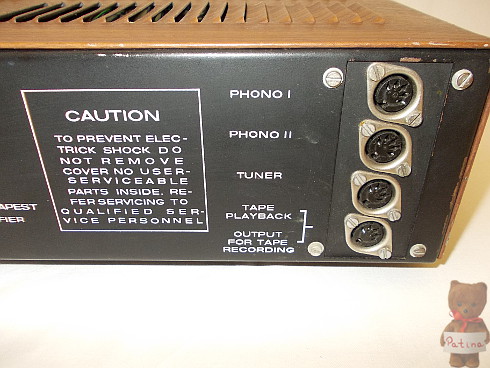 CAUTION
TO PREVENT ELEC-
TRICK SHOCK DO
NOT REMOVE
COVER NO USER-
SERVICEABLE
PARTS INSIDE. RE-
FER SERVICING TO
QUALIFIED SER-
VICE PERSONNEL
APEST
FIER
PHONO I
PHONO II
TUNER
TAPE
PLAYBACK
OUTPUT
FOR TAPE
RECORDING
Patina